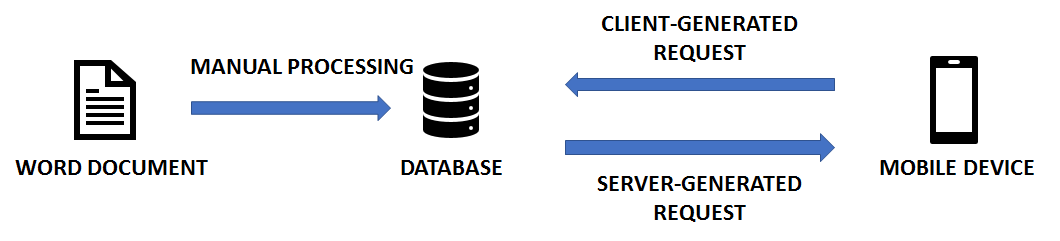 CLIENT-GENERATED
REQUEST
MANUAL PROCESSING
WORD DOCUMENT
DATABASE
MOBILE DEVICE
SERVER-GENERATED
REQUEST